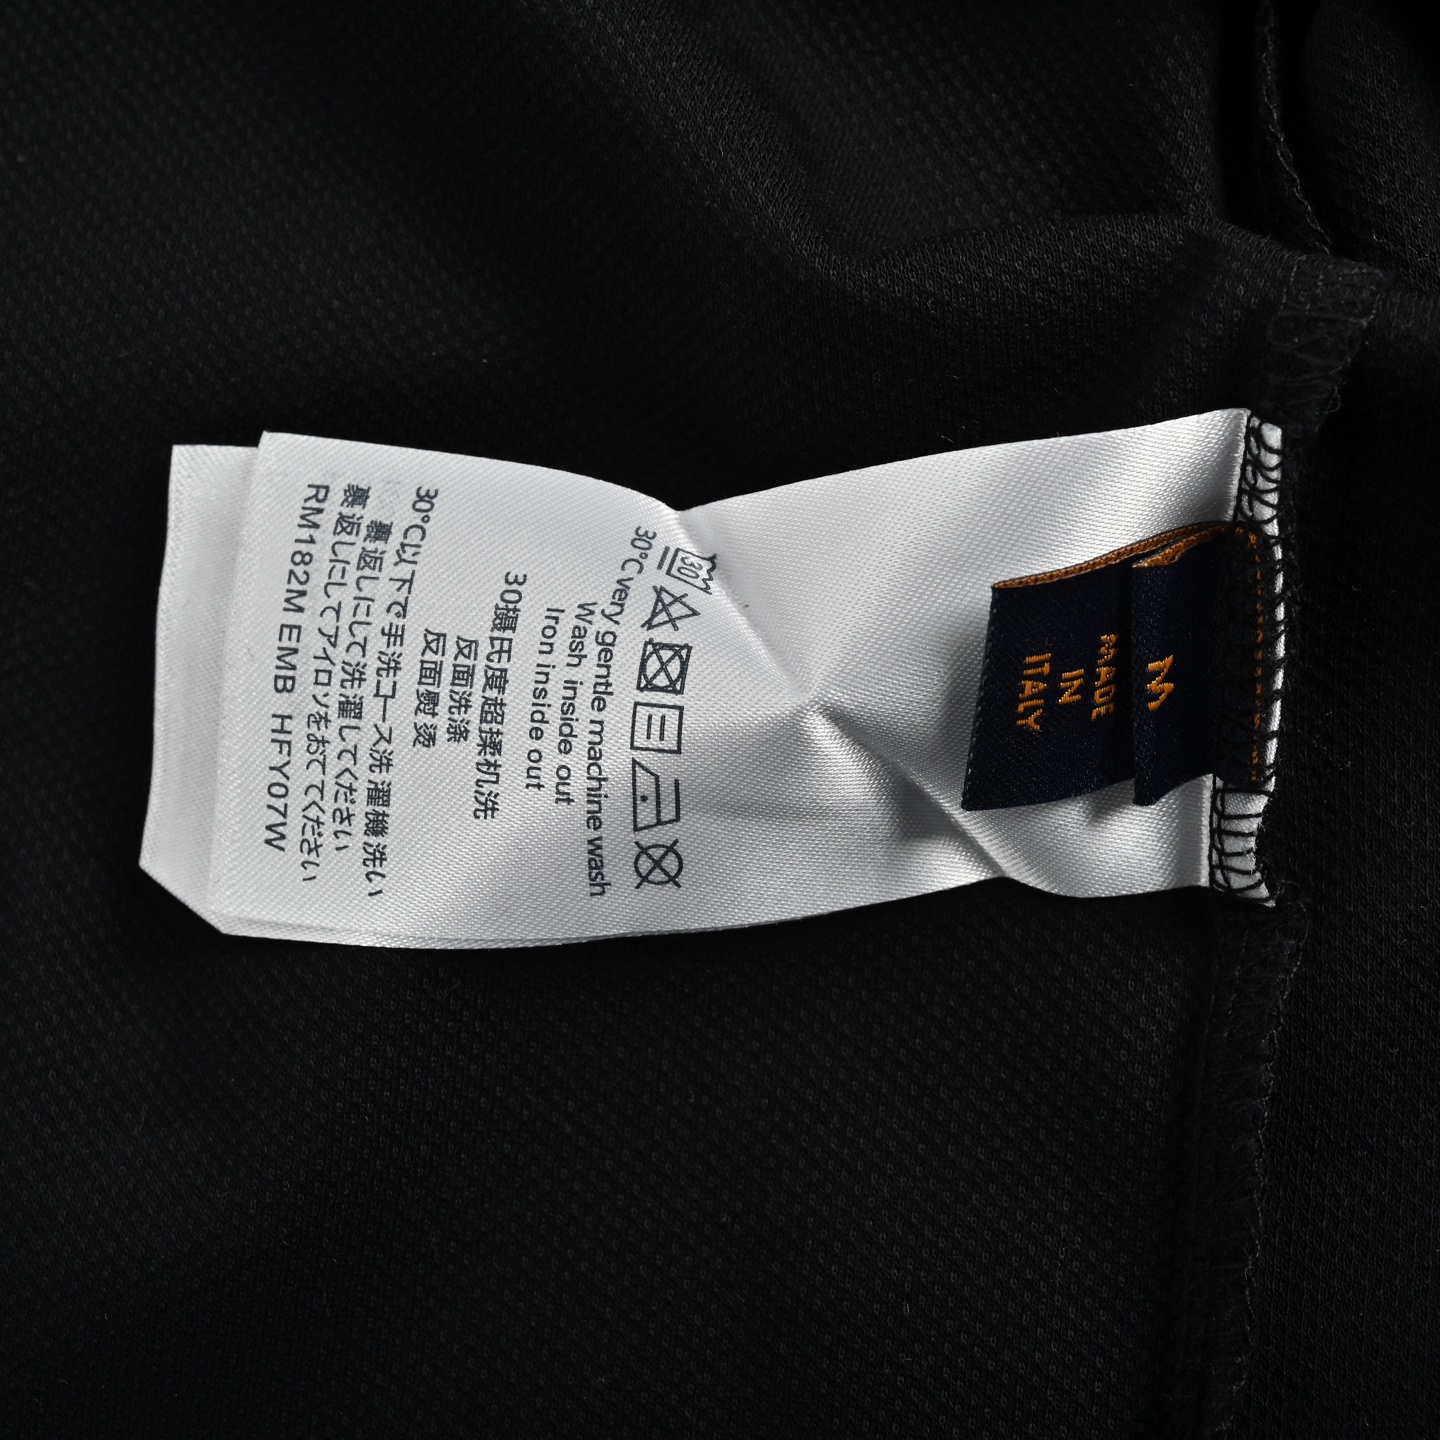 30
30°C very gentle machine wash
Wash inside out
Iron inside out
30摄氏度超揉机洗
反面洗涤
反面熨烫
30°C以下で手洗コース洗濯機洗い
裏返しにして洗濯してください
裏返しにしてアイロンをおててください
RM182M EMB HFY07W
M
MADE
IN
ITALY